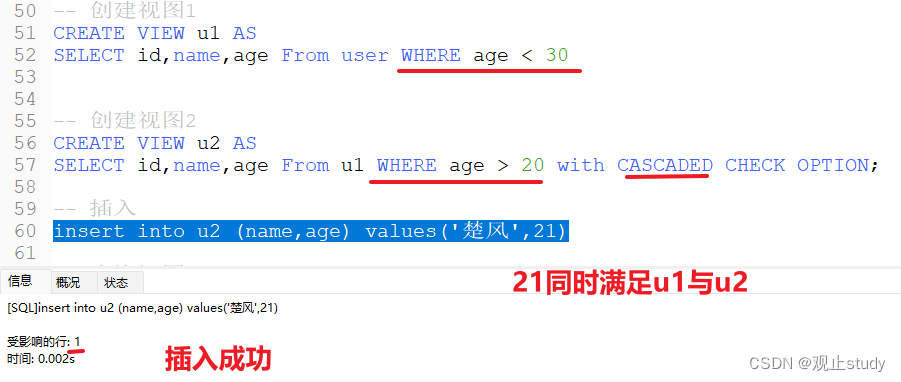 50 -- 创建视图1
51 CREATE VIEW u1 AS
52 SELECT id,name,age From user WHERE age < 30
53
54
55 -- 创建视图2
56 CREATE VIEW u2 AS
57 SELECT id,name,age From u1 WHERE age > 20 with CASCADED CHECK OPTION;
58
59 -- 插入
60 insert into u2 (name,age) values('楚风',21)
61
信息 概况 状态
21同时满足u1与u2
[SQL]insert into u2 (name,age) values('楚风',21)
受影响的行: 1
时间: 0.002s
插入成功
CSDN @观止study